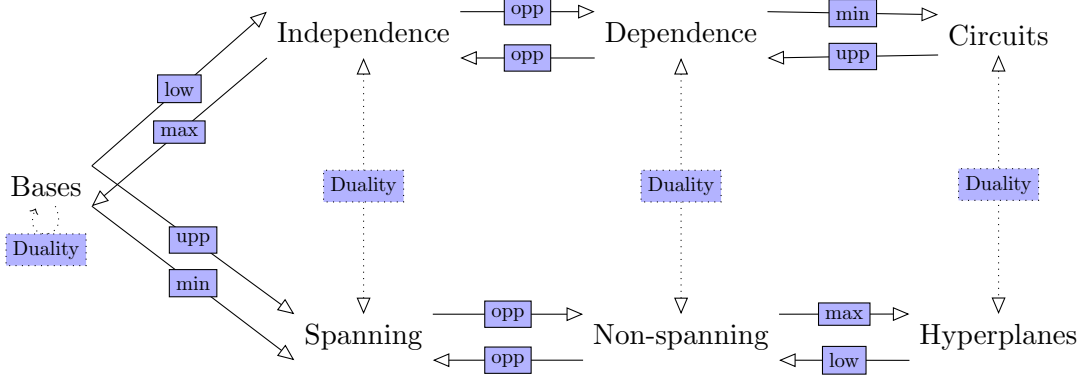 opp
min
Independence
Dependence
Circuits
opp
upp
low
max
Bases
Duality
Duality
Duality
Duality
upp
min
opp
max
Spanning
Non-spanning
Hyperplanes
opp
low